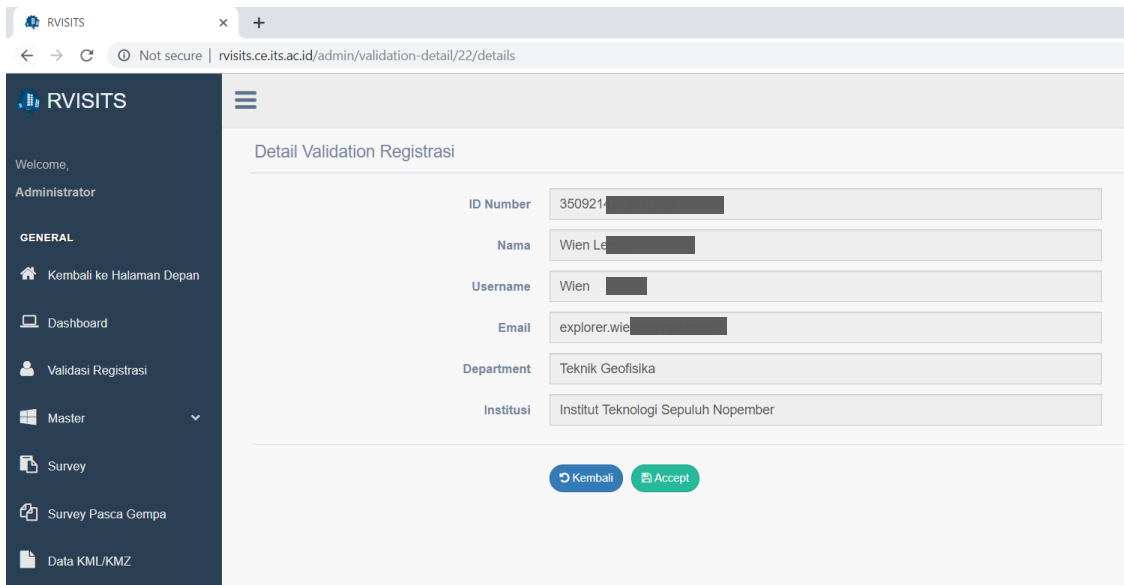 RVISITS
Not secure | rvisits.ce.its.ac.id/admin/validation-detail/22/details
RVISITS
Welcome,
Administrator
GENERAL
Kembali ke Halaman Depan
Dashboard
Validasi Registrasi
Master
Survey
Survey Pasca Gempa
Data KML/KMZ
Detail Validation Registrasi
ID Number 350921
Nama Wien Le
Username Wien
Email explorer.wie
Department Teknik Geofisika
Institusi Institut Teknologi Sepuluh Nopember
Kembali Accept